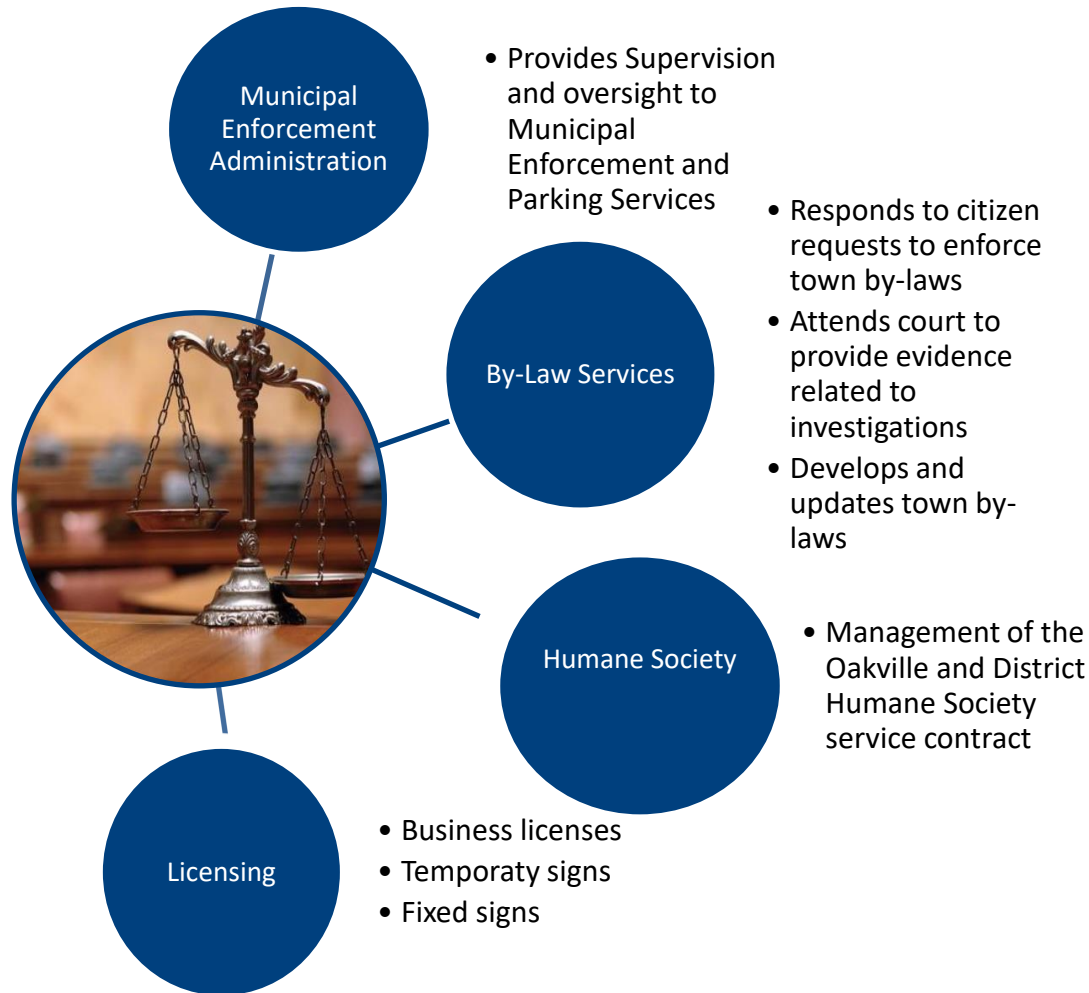 Municipal
Enforcement
Administration
• Provides Supervision
and oversight to
Municipal
Enforcement and
Parking Services
By-Law Services
• Responds to citizen
requests to enforce
town by-laws
• Attends court to
provide evidence
related to
investigations
• Develops and
updates town by-
laws
Humane Society
• Management of the
Oakville and District
Humane Society
service contract
Licensing
• Business licenses
• Temporaty signs
• Fixed signs